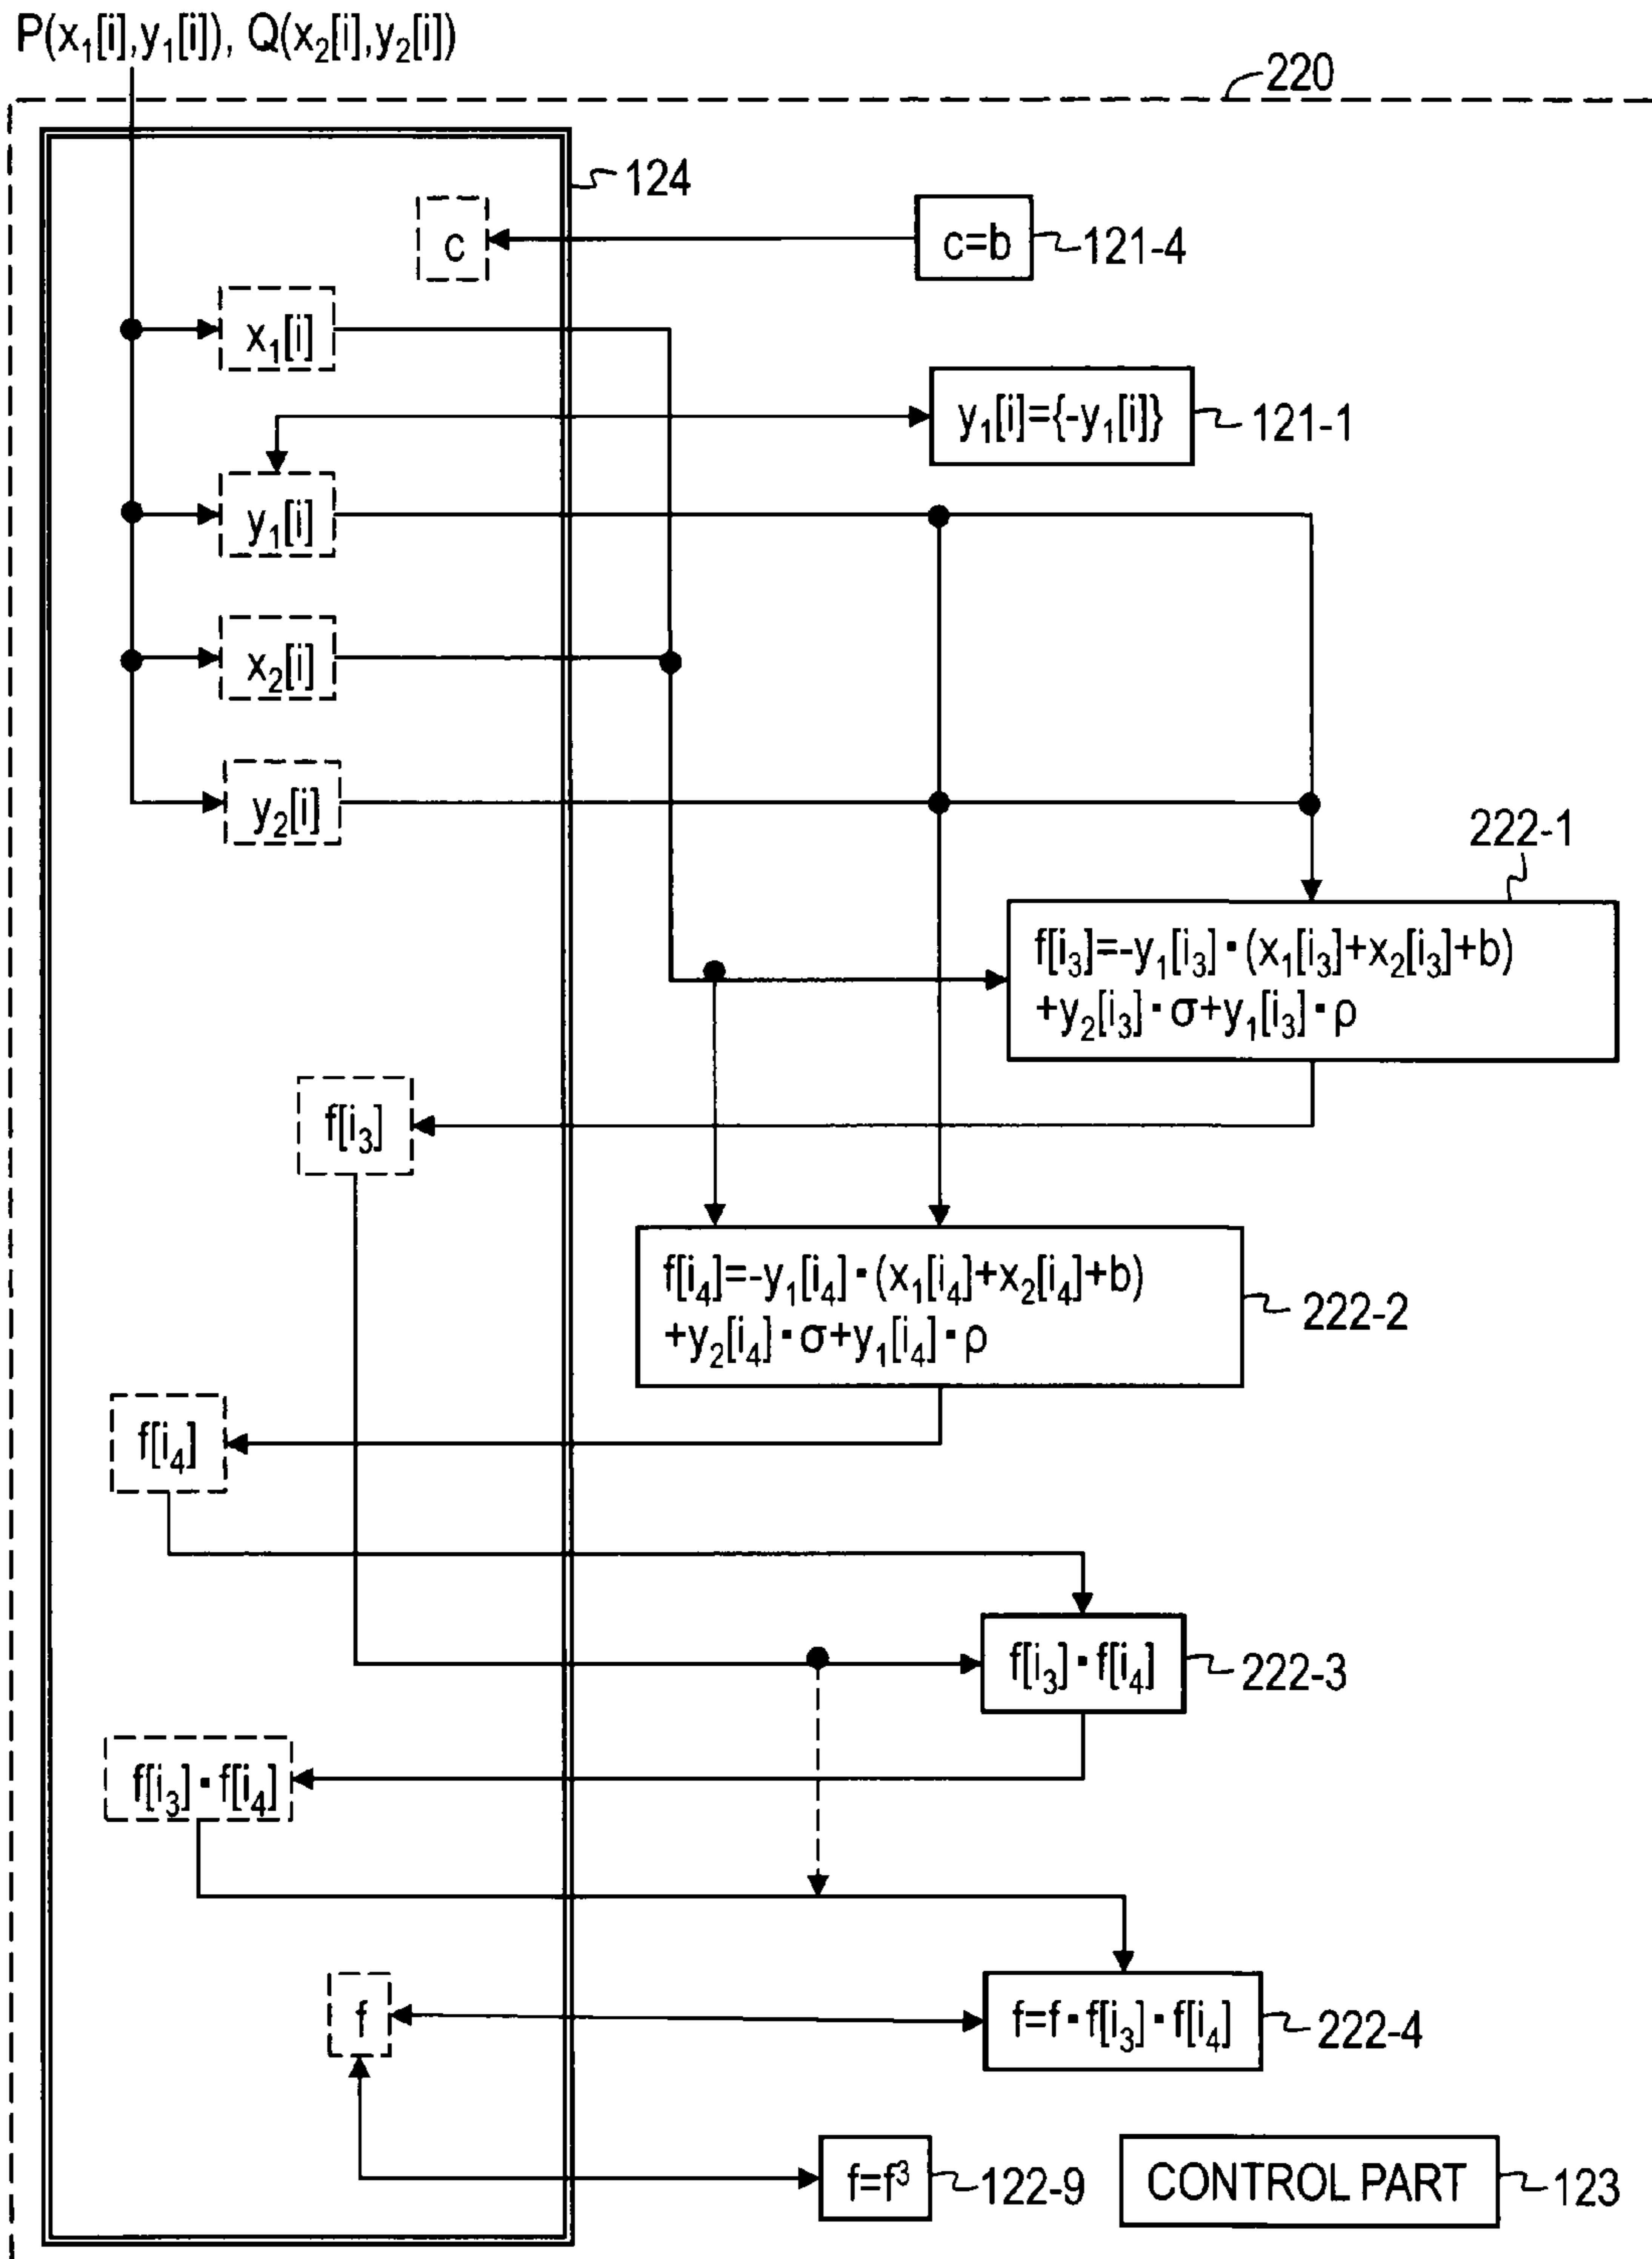 P(x₁[i],y₁[i]), Q(x₂[i],y₂[i])
220
124
c
c=b
121-4
x₁[i]
y₁[i]={-y₁[i]}
121-1
y₁[i]
x₂[i]
y₂[i]
222-1
f[i₃]=-y₁[i₃]▪(x₁[i₃]+x₂[i₃]+b)
+y₂[i₃]▪σ+y₁[i₃]▪ρ
f[i₃]
f[i₄]=-y₁[i₄]▪(x₁[i₄]+x₂[i₄]+b)
+y₂[i₄]▪σ+y₁[i₄]▪ρ
222-2
f[i₄]
f[i₃]▪f[i₄]
222-3
f[i₃]▪f[i₄]
f
f=f▪f[i₃]▪f[i₄]
222-4
f=f³
122-9
CONTROL PART
123